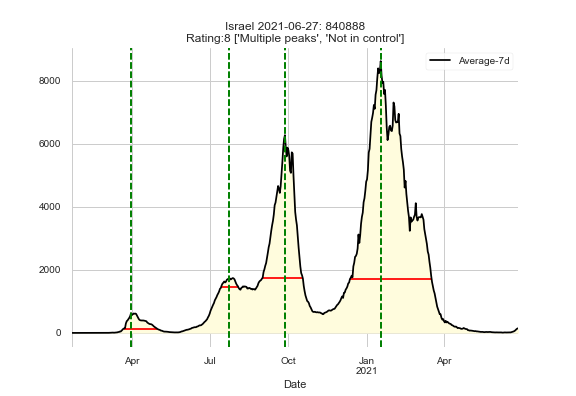 Israel 2021-06-27: 840888
Rating:8 ['Multiple peaks', 'Not in control']
Average-7d
8000
6000
4000
2000
0
Apr
Jul
Oct
Jan
2021
Apr
Date